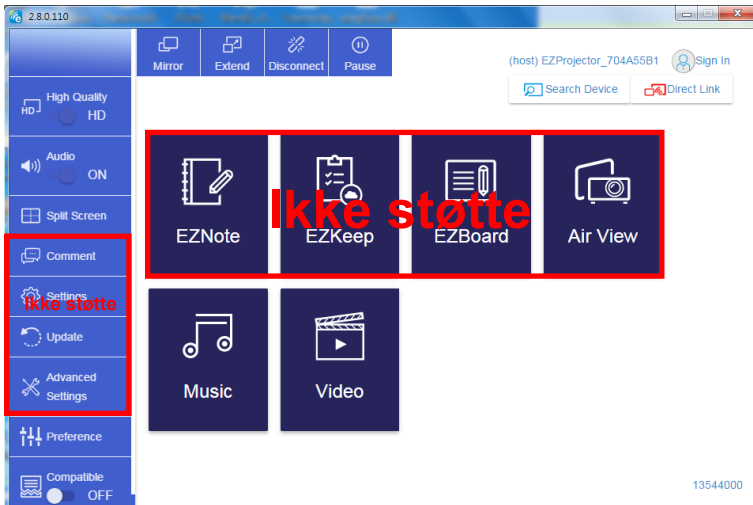 2.8.0.110
Mirror Extend Disconnect Pause
(host) EZProjector_704A55B1 Sign In
Search Device Direct Link
High Quality
HD HD
Audio
ON
Split Screen
Comment
Settings
Ikke støtte
Update
Advanced
Settings
Preference
Compatible
OFF
Ikke støtte
EZNote EZKeep EZBoard Air View
Music Video
13544000